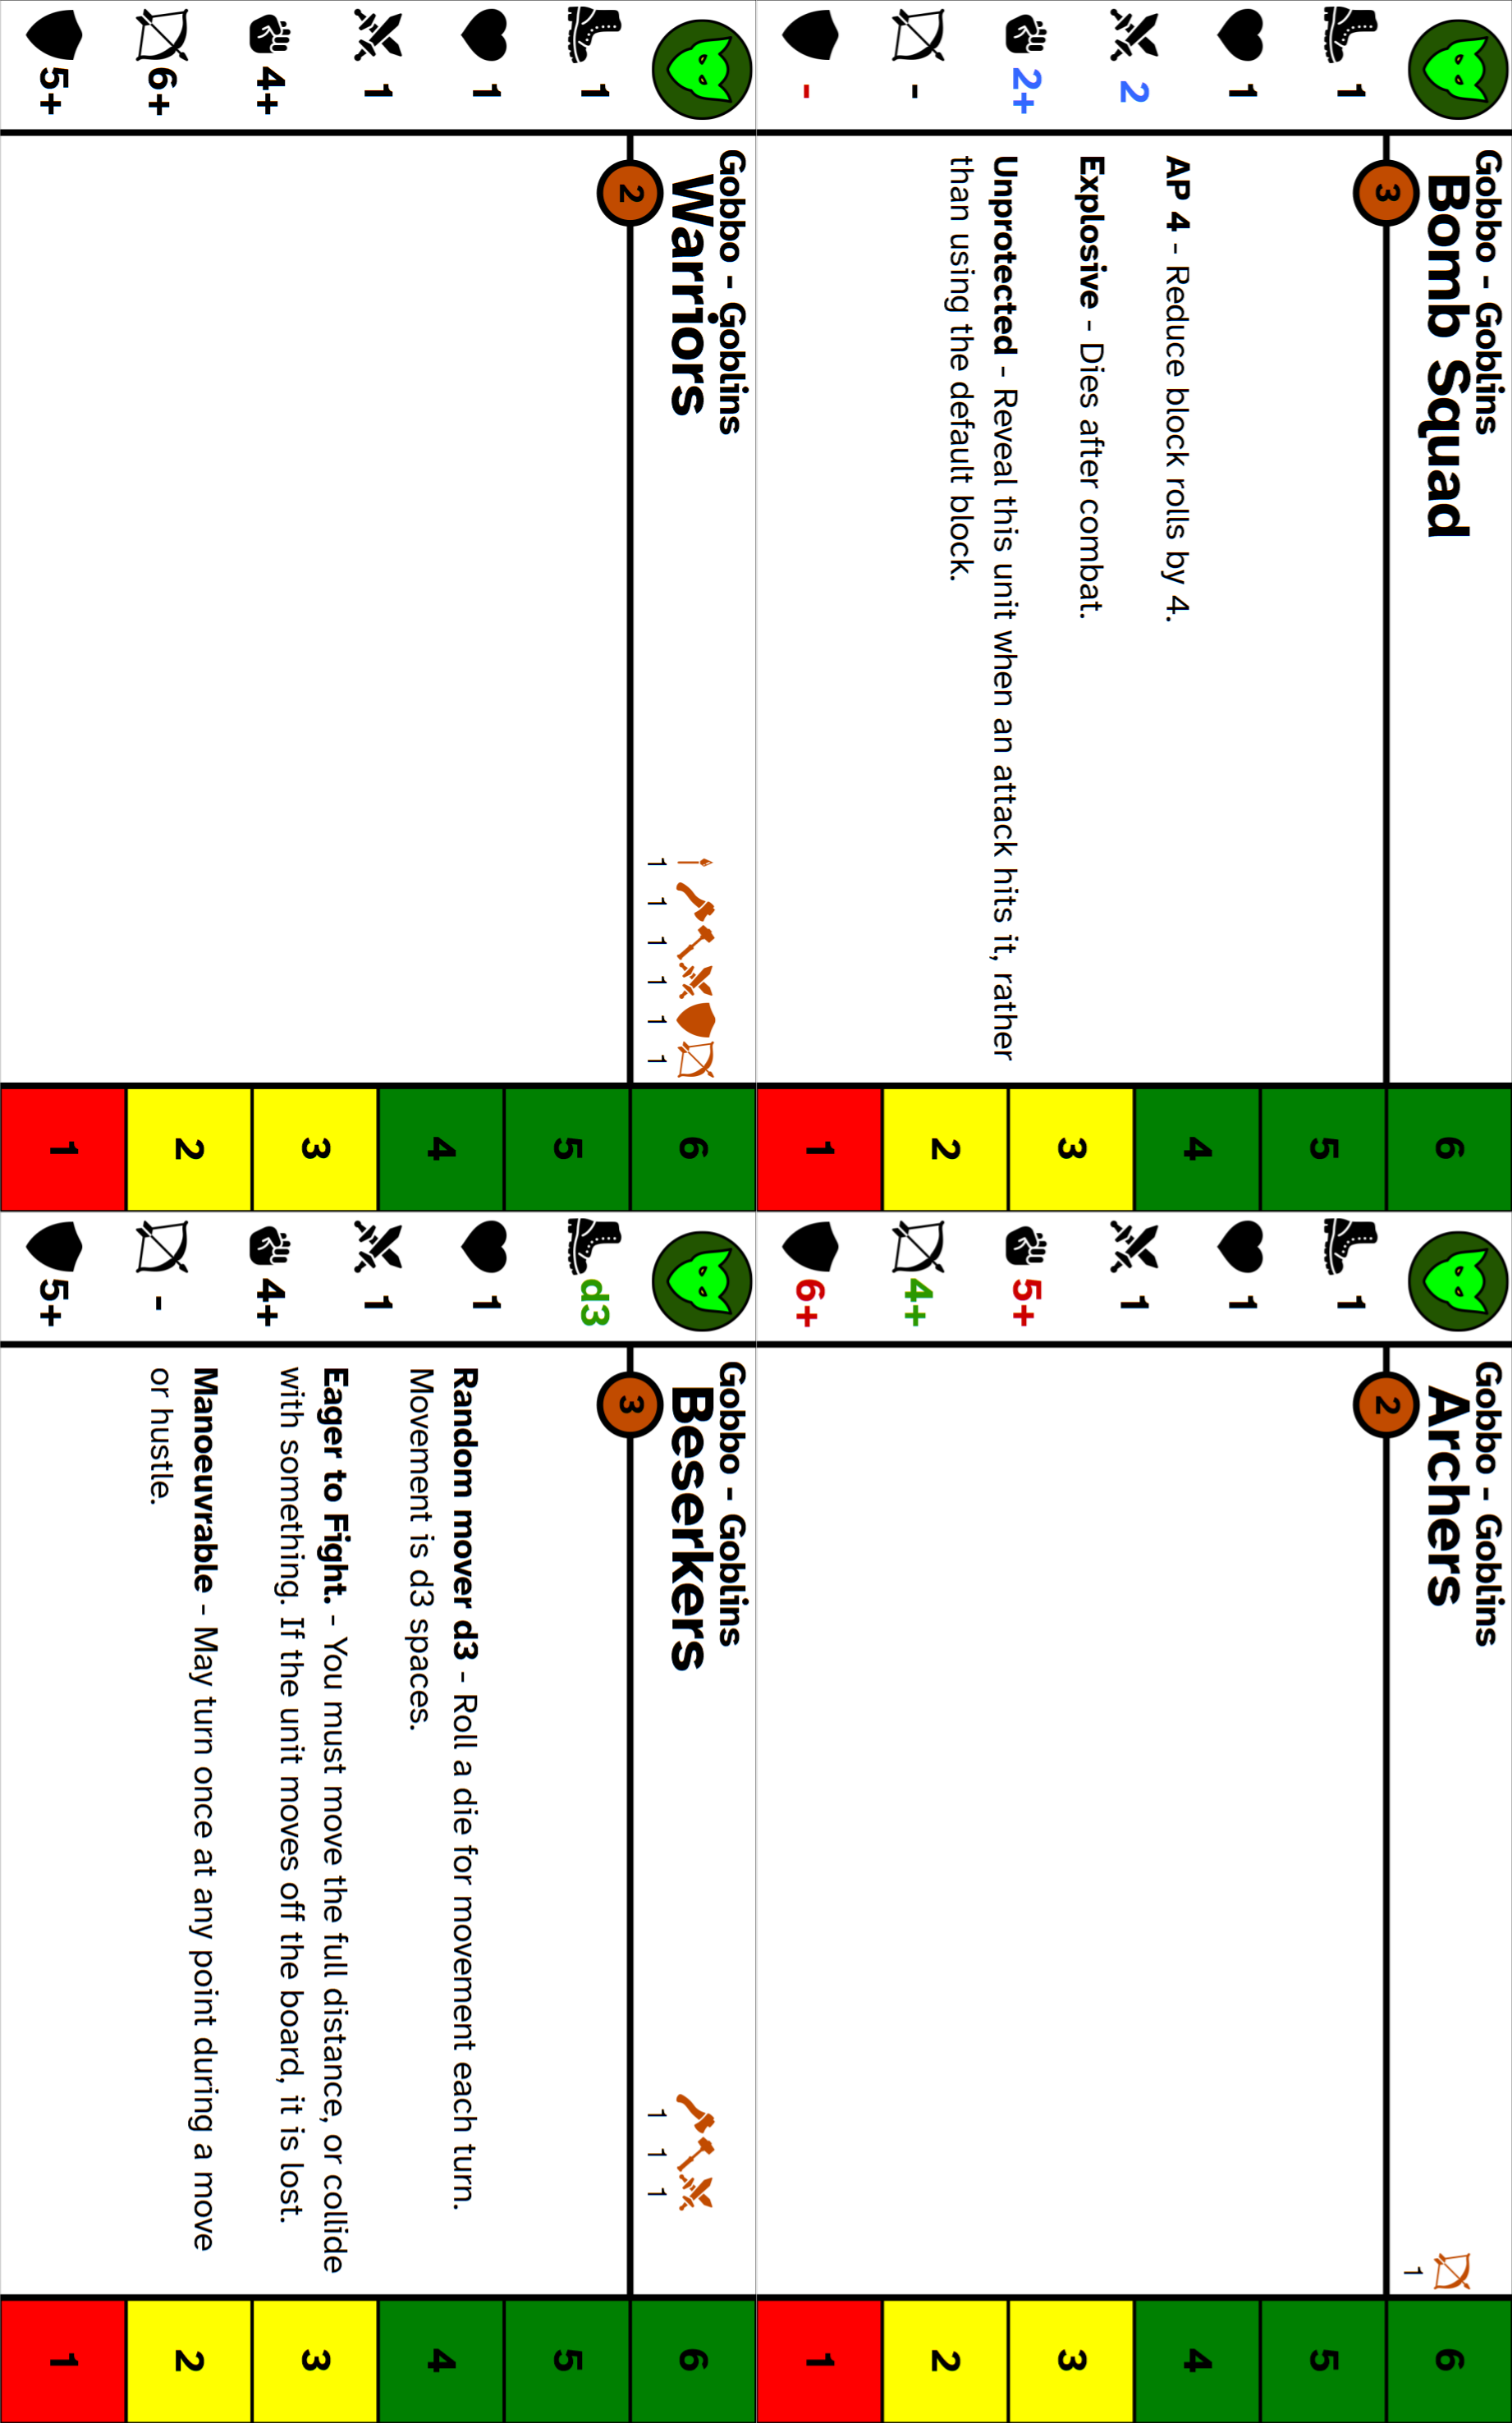 Gobbo - Goblins
Bomb Squad
3
1
1
2
2+
-
-
AP 4 - Reduce block rolls by 4.
Explosive - Dies after combat.
Unprotected - Reveal this unit when an attack hits it, rather
than using the default block.
6
5
4
3
2
1
Gobbo - Goblins
Archers
2
1
1
1
1
5+
4+
6+
6
5
4
3
2
1
Gobbo - Goblins
Warriors
2
1 1 1 1 1 1
1
1
1
4+
6+
5+
6
5
4
3
2
1
Gobbo - Goblins
Beserkers
3
1 1 1
d3
1
1
4+
-
5+
Random mover d3 - Roll a die for movement each turn.
Movement is d3 spaces.
Eager to Fight. - You must move the full distance, or collide
with something. If the unit moves off the board, it is lost.
Manoeuvrable - May turn once at any point during a move
or hustle.
6
5
4
3
2
1